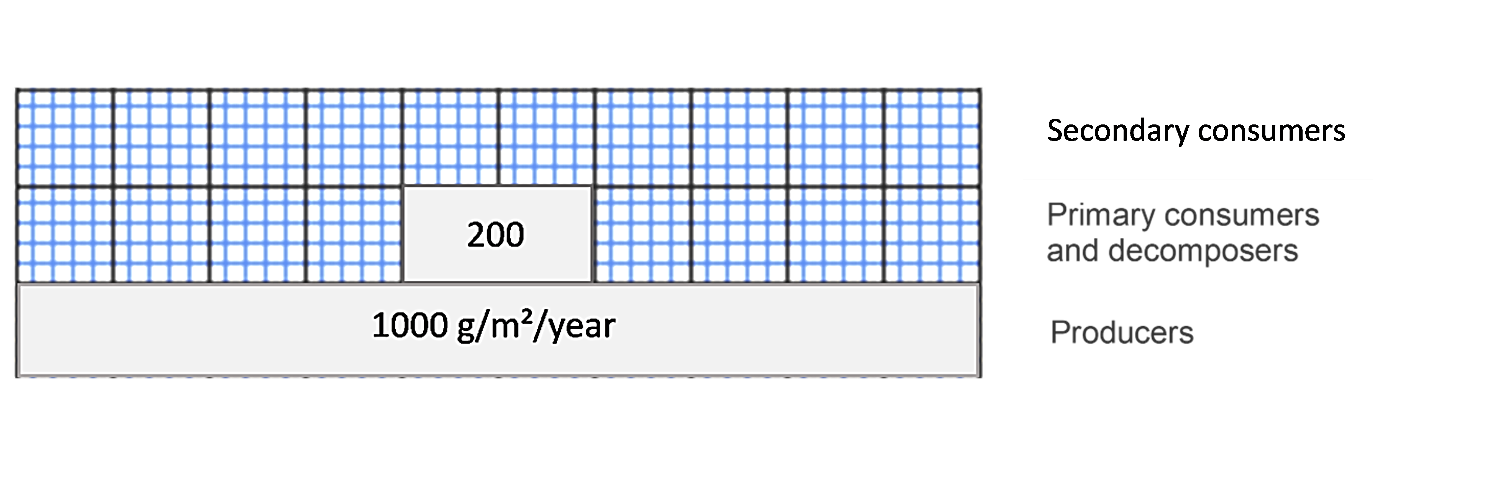 Secondary consumers
Primary consumers
and decomposers
200
1000 g/m²/year
Producers